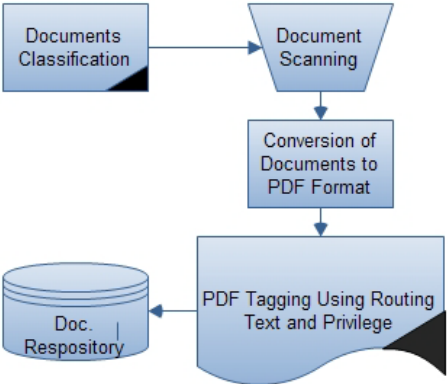 Documents
Classification
Document
Scanning
Conversion of
Documents to
PDF Format
PDF Tagging Using Routing
Text and Privilege
Doc.
Respository